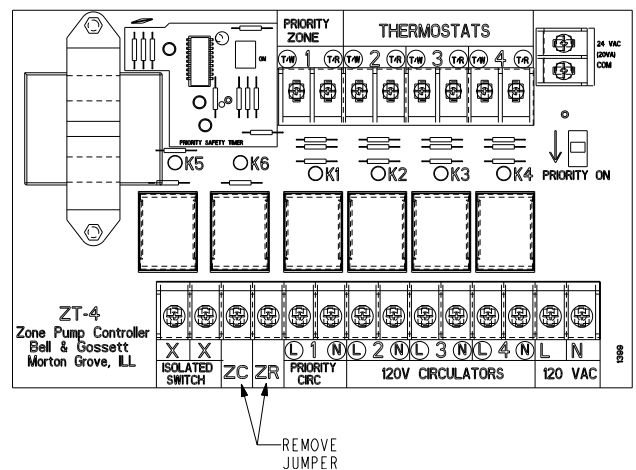 PRIORITY
ZONE
THERMOSTATS
T/W 1 T/R T/W 2 T/R T/W 3 T/R T/W 4 T/R
24 VAC
(20VA)
COM
ON
PRIORITY SAFETY TIMER
K5 K6 K1 K2 K3 K4
PRIORITY ON
ZT-4
Zone Pump Controller
Bell & Gossett
Morton Grove, ILL
X X ZC ZR L 1 N L 2 N L 3 N L 4 N L N
ISOLATED
SWITCH
PRIORITY
CIRC
120V CIRCULATORS
120 VAC
1399
REMOVE
JUMPER